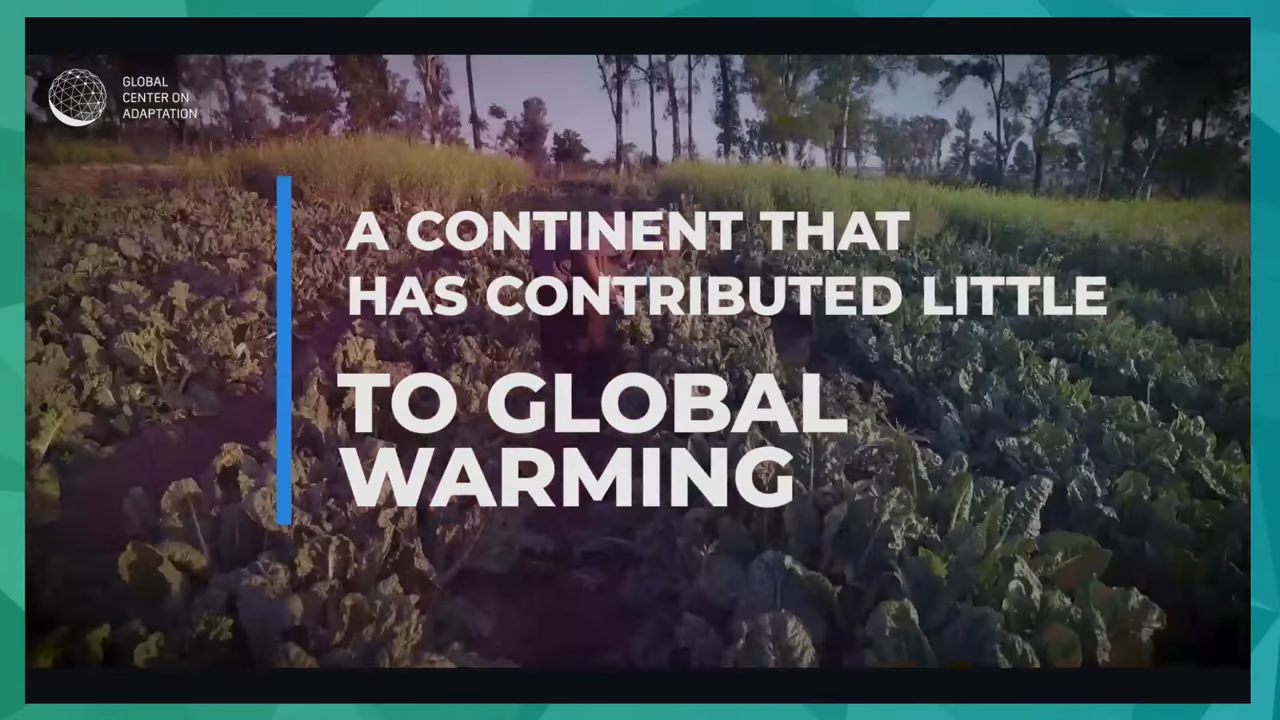 GLOBAL
CENTER ON
ADAPTATION
A CONTINENT THAT
HAS CONTRIBUTED LITTLE
TO GLOBAL
WARMING